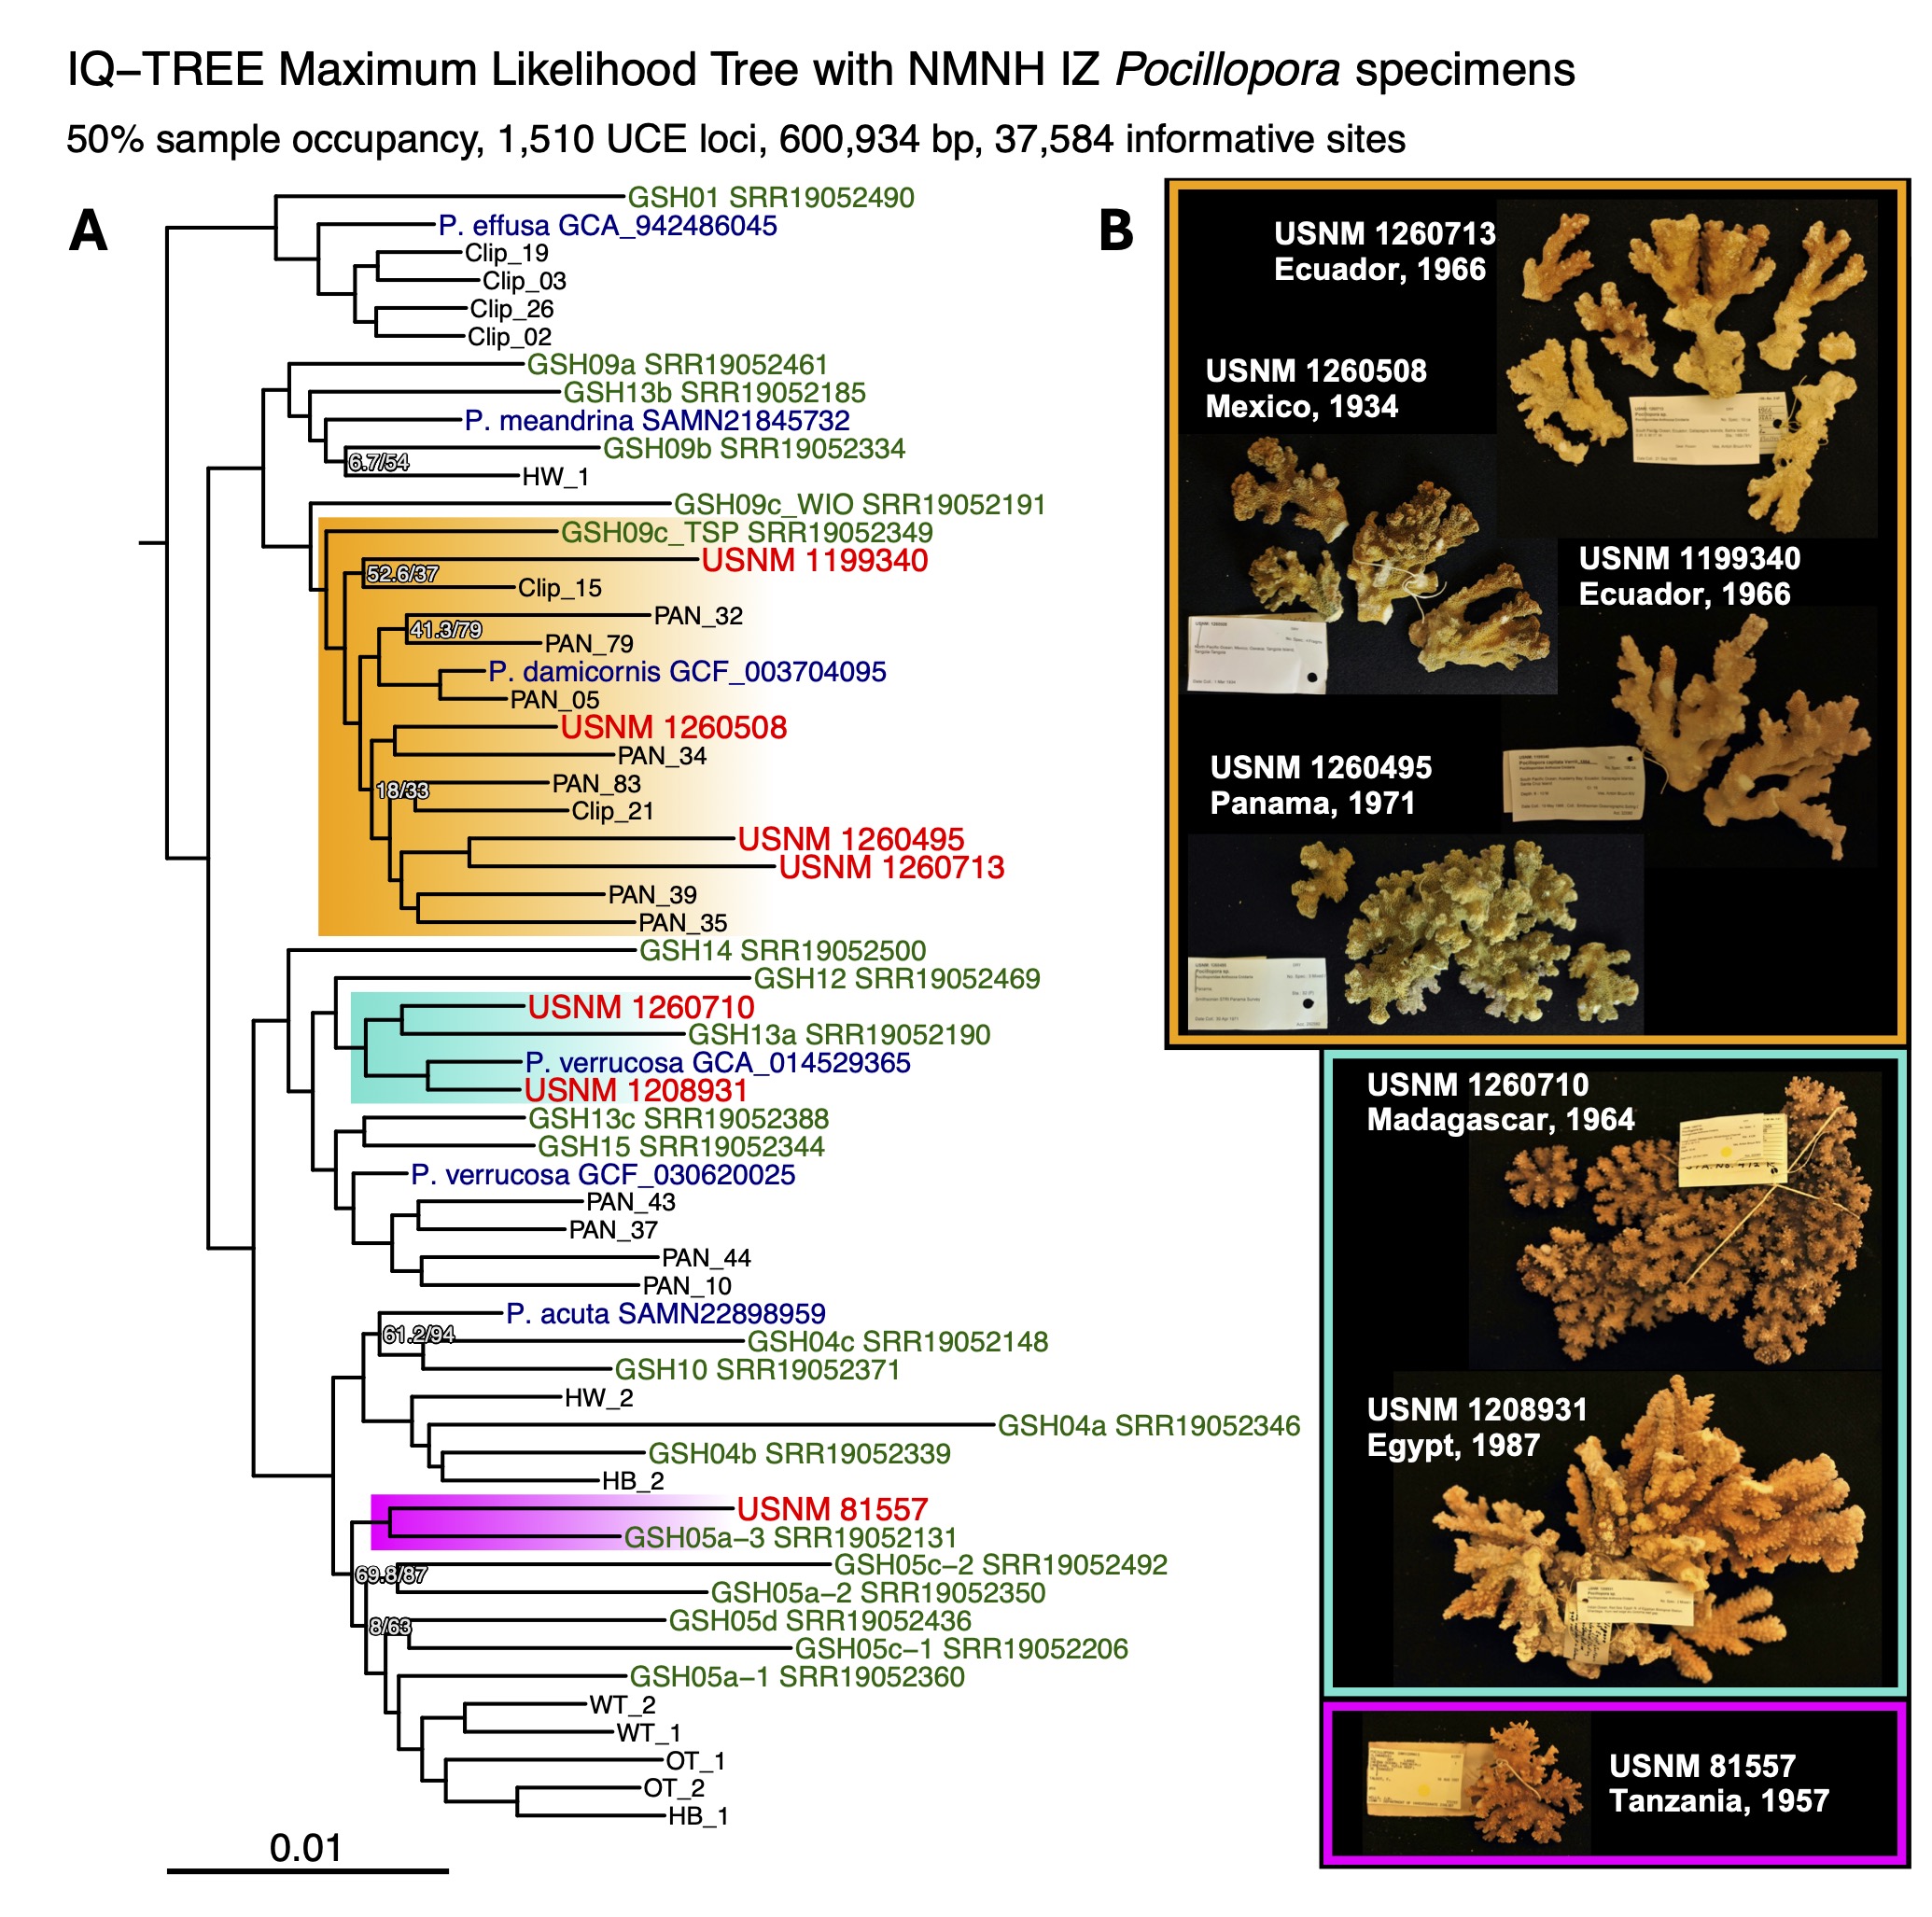 IQ–TREE Maximum Likelihood Tree with NMNH IZ Pocillopora specimens
50% sample occupancy, 1,510 UCE loci, 600,934 bp, 37,584 informative sites
A
GSH01 SRR19052490
P. effusa GCA_942486045
Clip_19
Clip_03
Clip_26
Clip_02
GSH09a SRR19052461
GSH13b SRR19052185
P. meandrina SAMN21845732
GSH09b SRR19052334
6.7/54
HW_1
GSH09c_WIO SRR19052191
GSH09c_TSP SRR19052349
USNM 1199340
52.6/37
Clip_15
PAN_32
41.3/79
PAN_79
P. damicornis GCF_003704095
PAN_05
USNM 1260508
PAN_34
PAN_83
18/33
Clip_21
USNM 1260495
USNM 1260713
PAN_39
PAN_35
GSH14 SRR19052500
GSH12 SRR19052469
USNM 1260710
GSH13a SRR19052190
P. verrucosa GCA_014529365
USNM 1208931
GSH13c SRR19052388
GSH15 SRR19052344
P. verrucosa GCF_030620025
PAN_43
PAN_37
PAN_44
PAN_10
P. acuta SAMN22898959
61.2/94
GSH04c SRR19052148
GSH10 SRR19052371
HW_2
GSH04a SRR19052346
GSH04b SRR19052339
HB_2
USNM 81557
GSH05a–3 SRR19052131
GSH05c–2 SRR19052492
69.8/87
GSH05a–2 SRR19052350
GSH05d SRR19052436
8/63
GSH05c–1 SRR19052206
GSH05a–1 SRR19052360
WT_2
WT_1
OT_1
OT_2
HB_1
0.01
B
USNM 1260713
Ecuador, 1966
USNM 1260508
Mexico, 1934
USNM 1199340
Ecuador, 1966
USNM 1260495
Panama, 1971
USNM 1260710
Madagascar, 1964
USNM 1208931
Egypt, 1987
USNM 81557
Tanzania, 1957